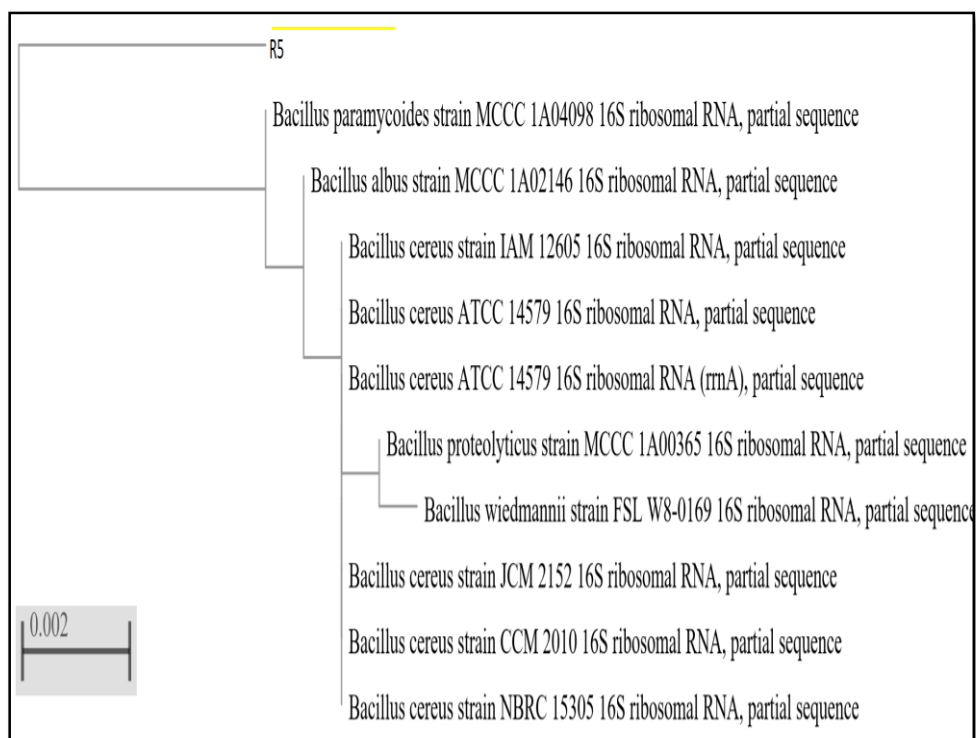 R5
Bacillus paramycoides strain MCCC 1A04098 16S ribosomal RNA, partial sequence
Bacillus albus strain MCCC 1A02146 16S ribosomal RNA, partial sequence
Bacillus cereus strain IAM 12605 16S ribosomal RNA, partial sequence
Bacillus cereus ATCC 14579 16S ribosomal RNA, partial sequence
Bacillus cereus ATCC 14579 16S ribosomal RNA (rrnA), partial sequence
Bacillus proteolyticus strain MCCC 1A00365 16S ribosomal RNA, partial sequence
Bacillus wiedmannii strain FSL W8-0169 16S ribosomal RNA, partial sequence
Bacillus cereus strain JCM 2152 16S ribosomal RNA, partial sequence
0.002
Bacillus cereus strain CCM 2010 16S ribosomal RNA, partial sequence
Bacillus cereus strain NBRC 15305 16S ribosomal RNA, partial sequence